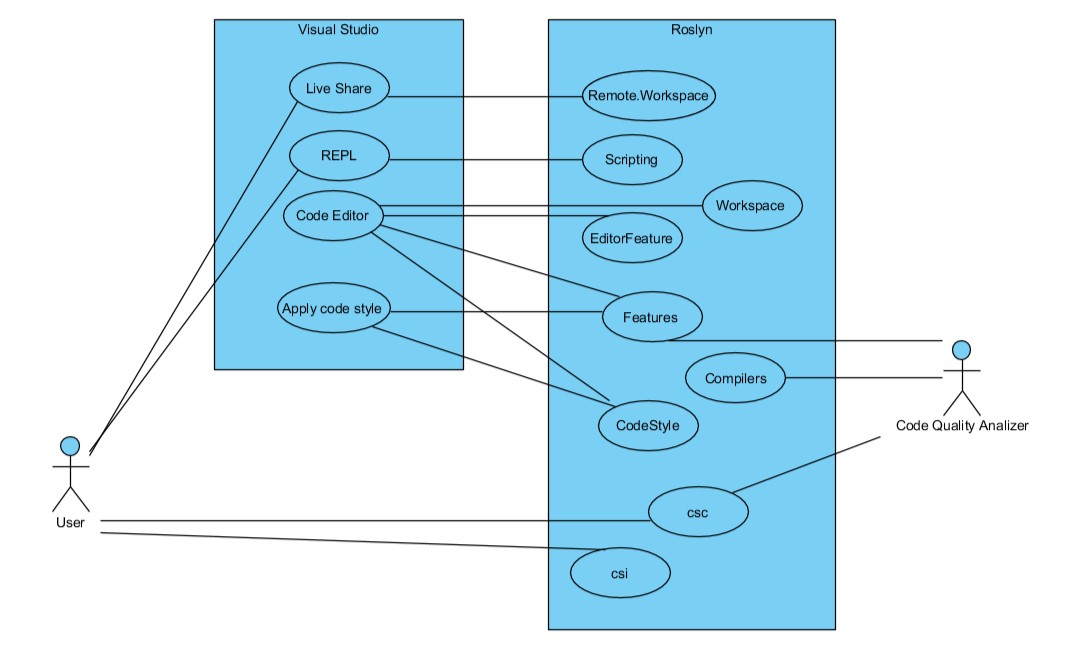 Visual Studio
Roslyn
Live Share
Remote.Workspace
REPL
Scripting
Code Editor
Workspace
EditorFeature
Apply code style
Features
Compilers
CodeStyle
Code Quality Analizer
User
csc
csi